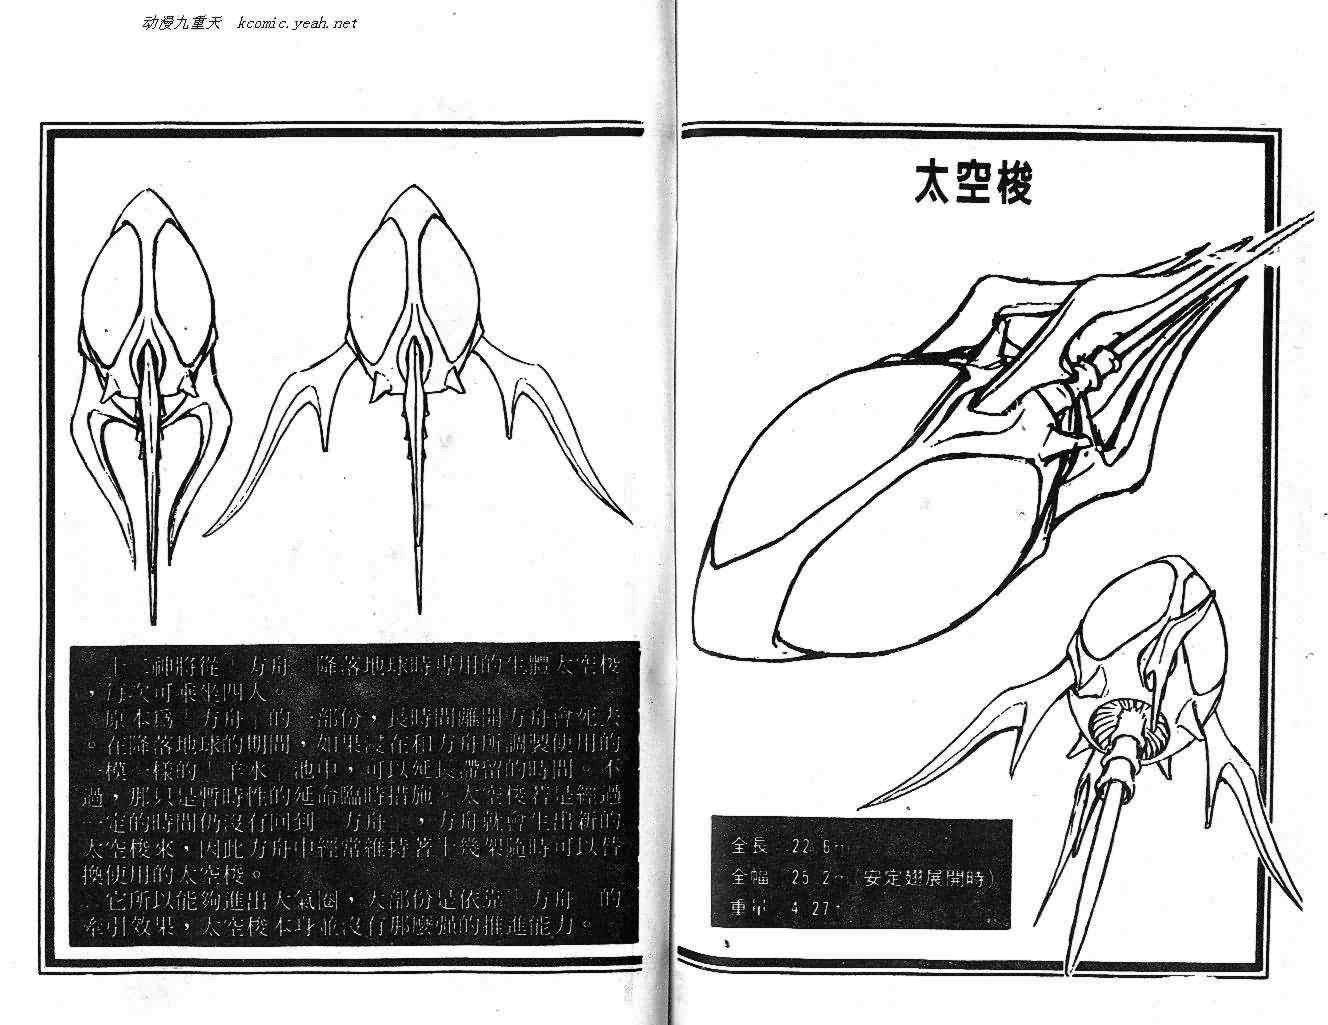 动漫九重天 kcomic.yeah.net
太空梭
十二神將從「方舟」降落地球時專用的生體太空梭
，每次可乘坐四人。
原本爲「方舟」的一部份，長時間離開方舟會死去
。在降落地球的期間，如果浸在和方舟所調製使用的
一模一樣的「羊水」池中，可以延長滯留的時間。不
過，那只是暫時性的延命臨時措施。太空梭若是經過
一定的時間仍沒有回到「方舟」，方舟就會生出新的
太空梭來，因此方舟中經常維持著十幾架隨時可以替
換使用的太空梭。
它所以能夠進出大氣圈，大部份是依靠「方舟」的
牽引效果，太空梭本身並沒有那麼強的推進能力。
全長 22.6m
全幅 25.2m（安定翅展開時）
重量 4.27t